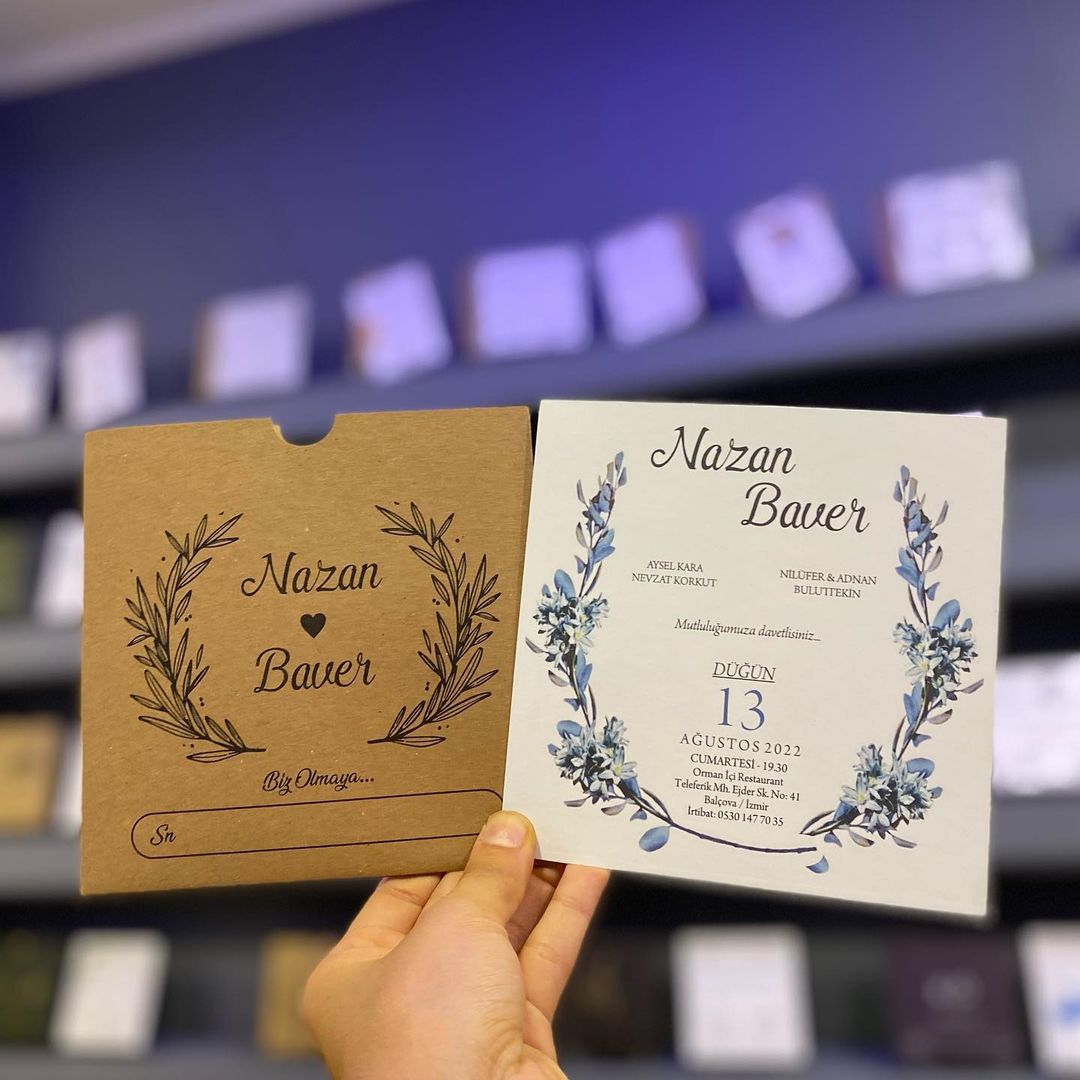 Nazan
Baver
Biz Olmaya...
Sn
Nazan
Baver
AYSEL KARA
NEVZAT KORKUT
NİLÜFER & ADNAN
BULUTTEKİN
Mutluluğumuza davetlisiniz...
DÜĞÜN
13
AĞUSTOS 2022
CUMARTESİ - 19.30
Orman İçi Restaurant
Teleferik Mh. Ejder Sk. No: 41
Balçova / İzmir
İrtibat: 0530 147 70 35